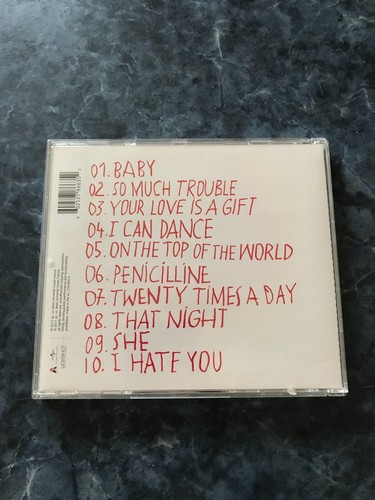 01. BABY
02. SO MUCH TROUBLE
03. YOUR LOVE IS A GIFT
04. I CAN DANCE
05. ON THE TOP OF THE WORLD
06. PENICILLINE
07. TWENTY TIMES A DAY
08. THAT NIGHT
09. SHE
10. I HATE YOU